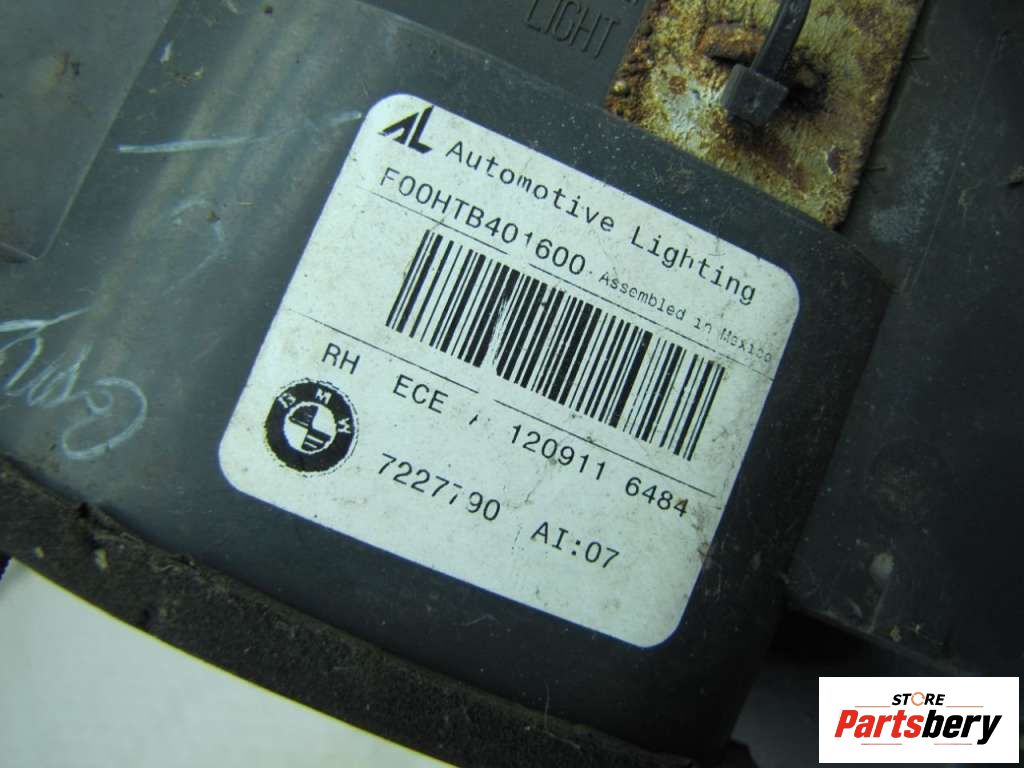 LIGHT
AL Automotive Lighting
F00HTB401600 Assembled in Mexico
RH ECE / 120911 6484
BMW 7227790 AI:07
STORE
Partsbery